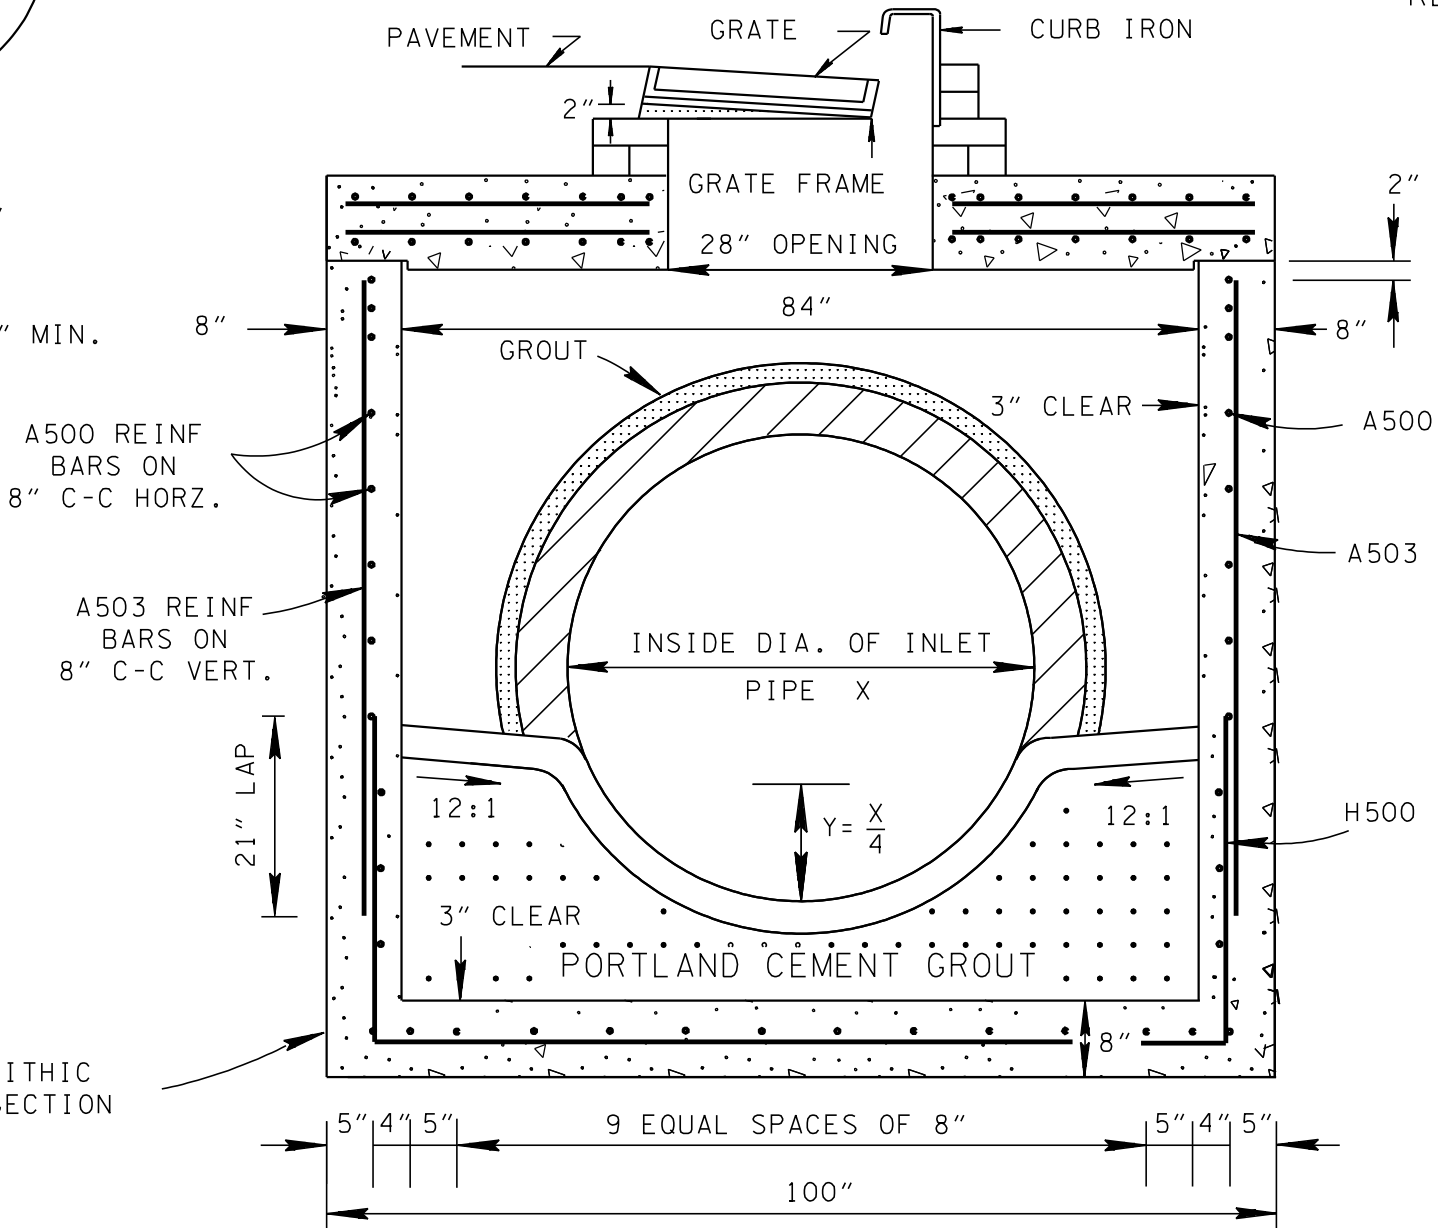 PAVEMENT
GRATE
CURB IRON
2"
GRATE FRAME
2"
28" OPENING
84"
8"
8"
" MIN.
GROUT
3" CLEAR
A500
A500 REINF
BARS ON
8" C-C HORZ.
A503
A503 REINF
BARS ON
8" C-C VERT.
INSIDE DIA. OF INLET
PIPE X
21" LAP
12:1
12:1
Y= X
4
H500
3" CLEAR
PORTLAND CEMENT GROUT
8"
ITHIC
SECTION
5" 4" 5"
9 EQUAL SPACES OF 8"
5" 4" 5"
100"